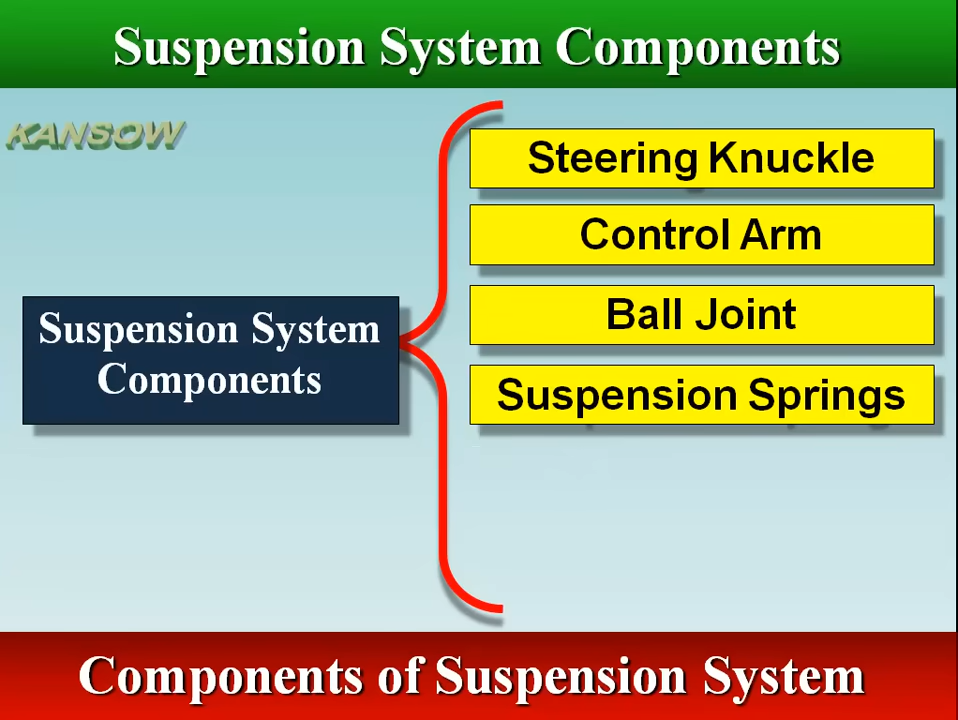 Suspension System Components
KANSOW
Steering Knuckle
Control Arm
Ball Joint
Suspension System
Components
Suspension Springs
Components of Suspension System